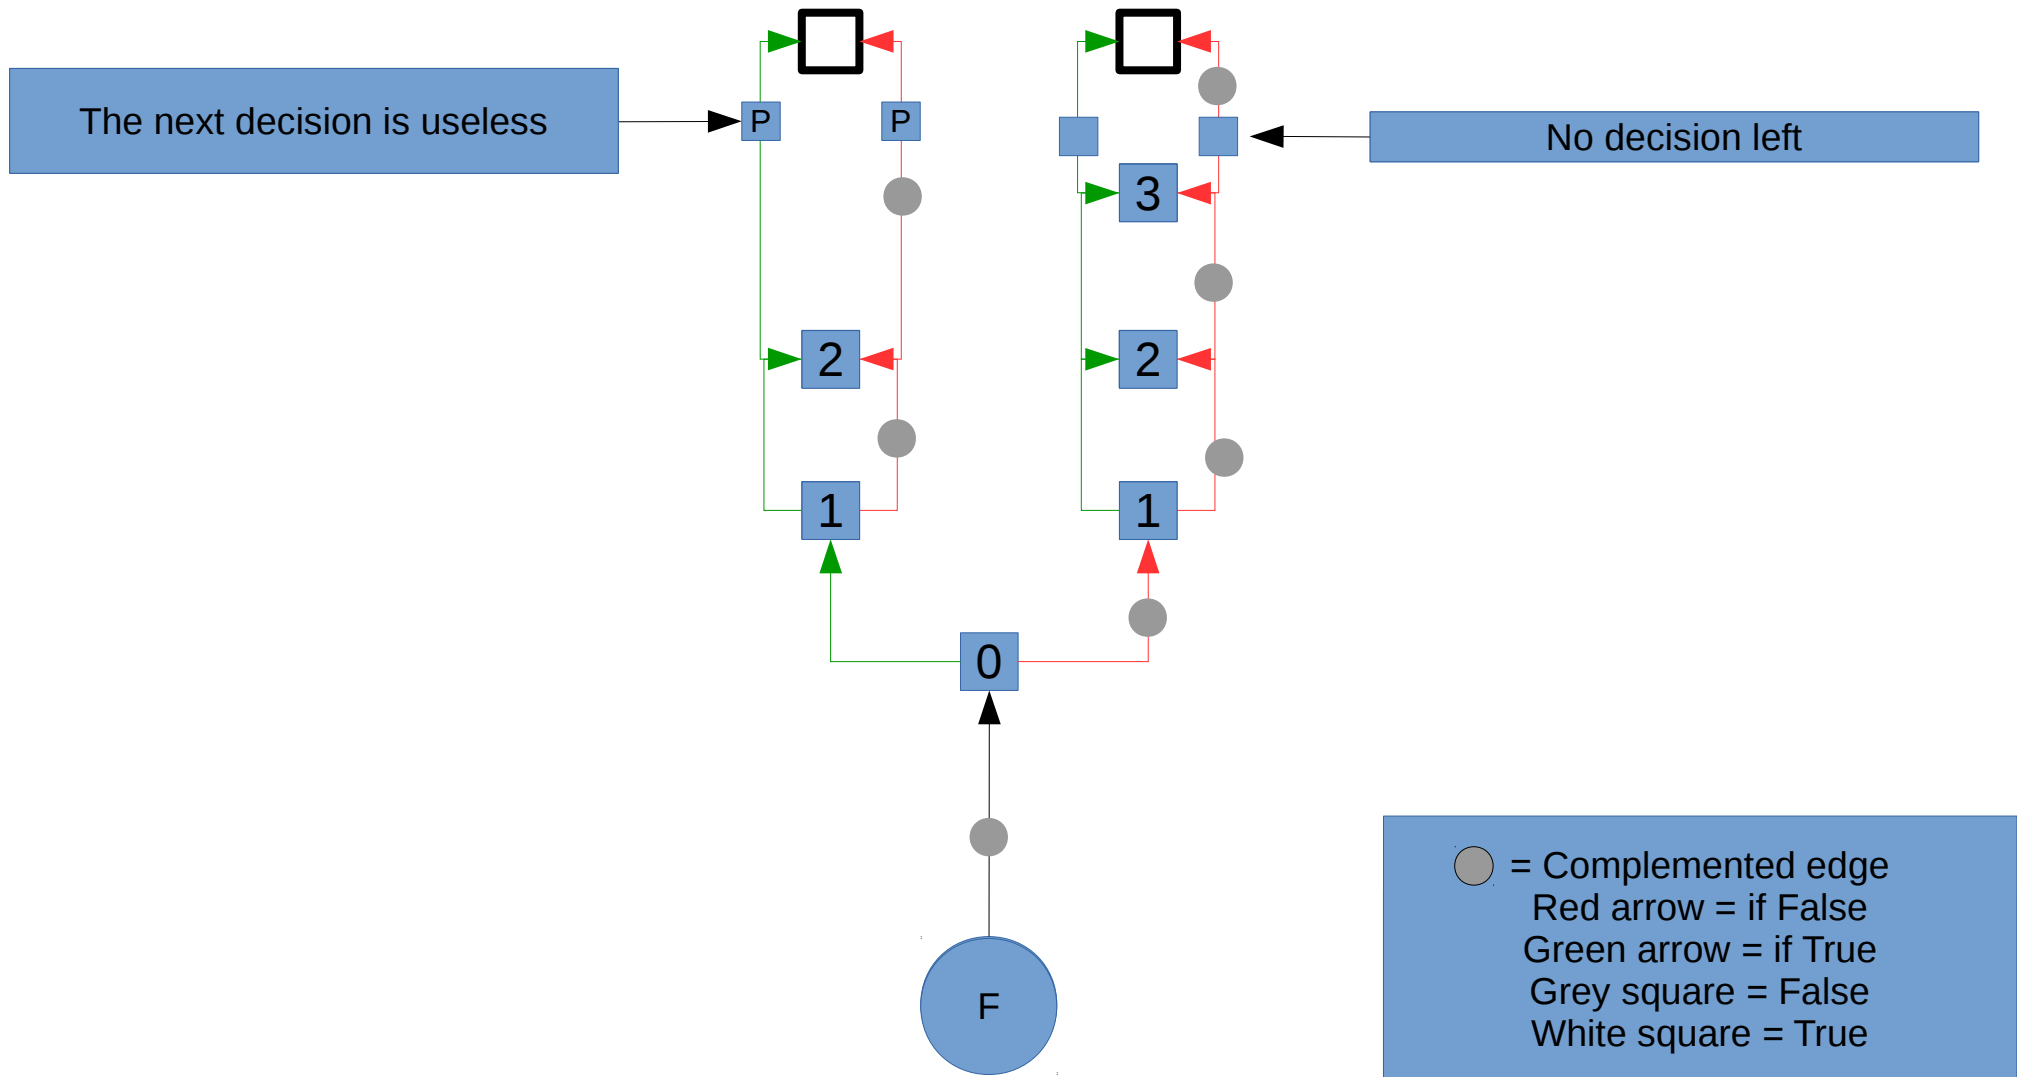 The next decision is useless
P
P
No decision left
3
2
2
1
1
0
= Complemented edge
Red arrow = if False
Green arrow = if True
Grey square = False
White square = True
F